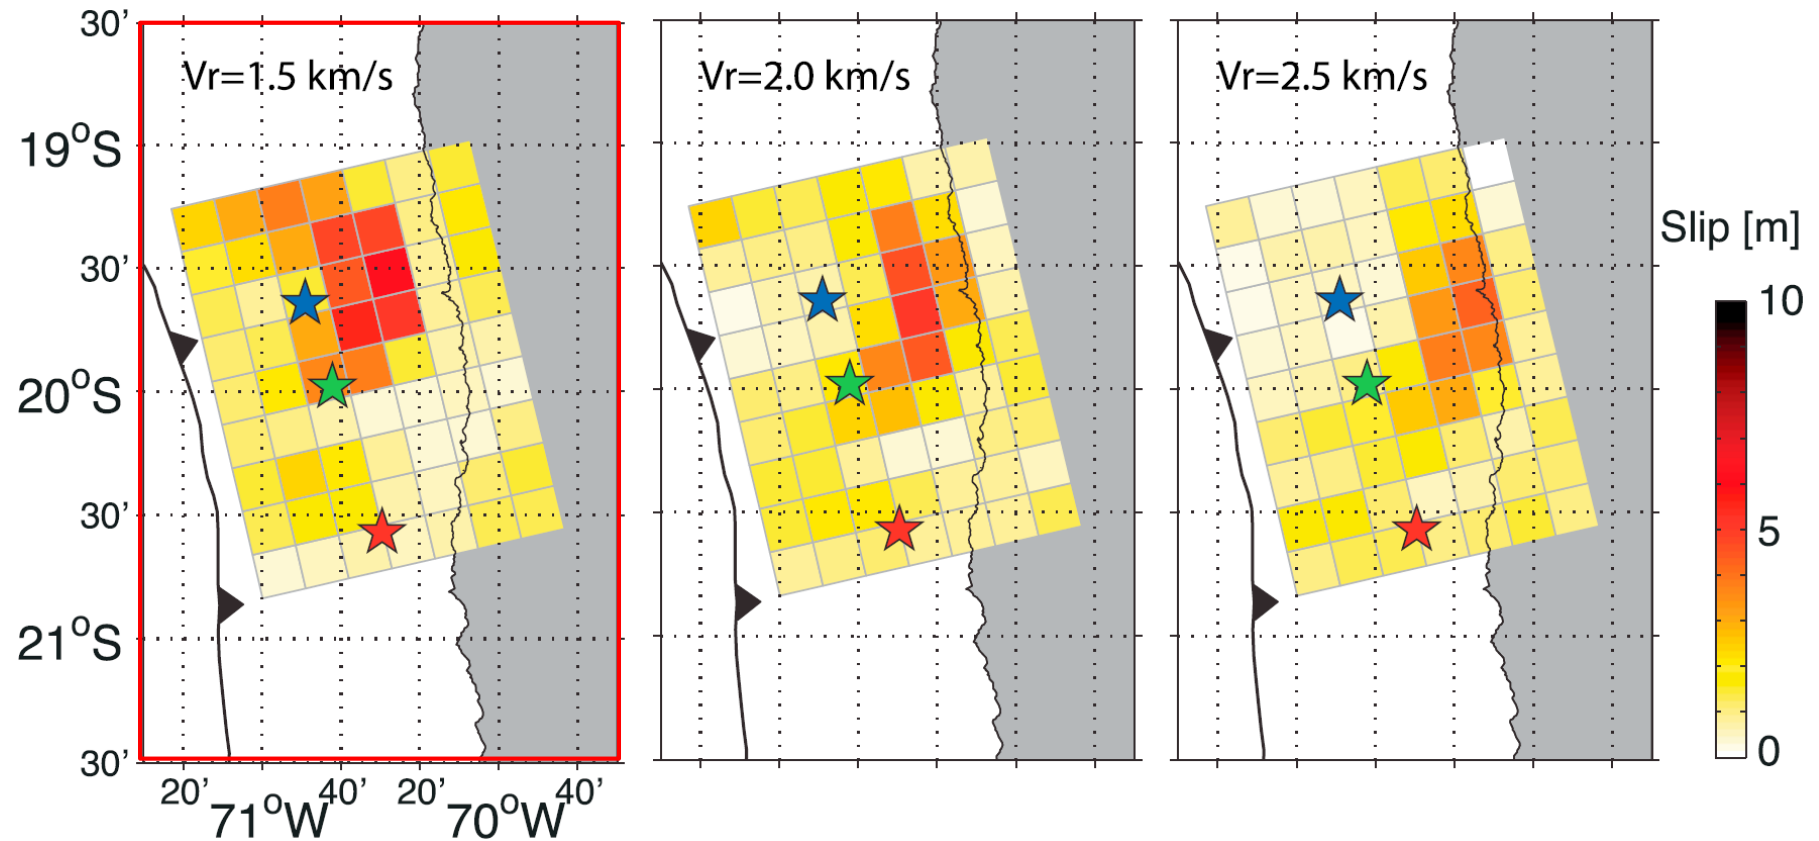 30’
Vr=1.5 km/s
Vr=2.0 km/s
Vr=2.5 km/s
19°S
Slip [m]
30’
10
20°S
30’
5
21°S
0
30’
20’
40’
20’
40’
71°W
70°W